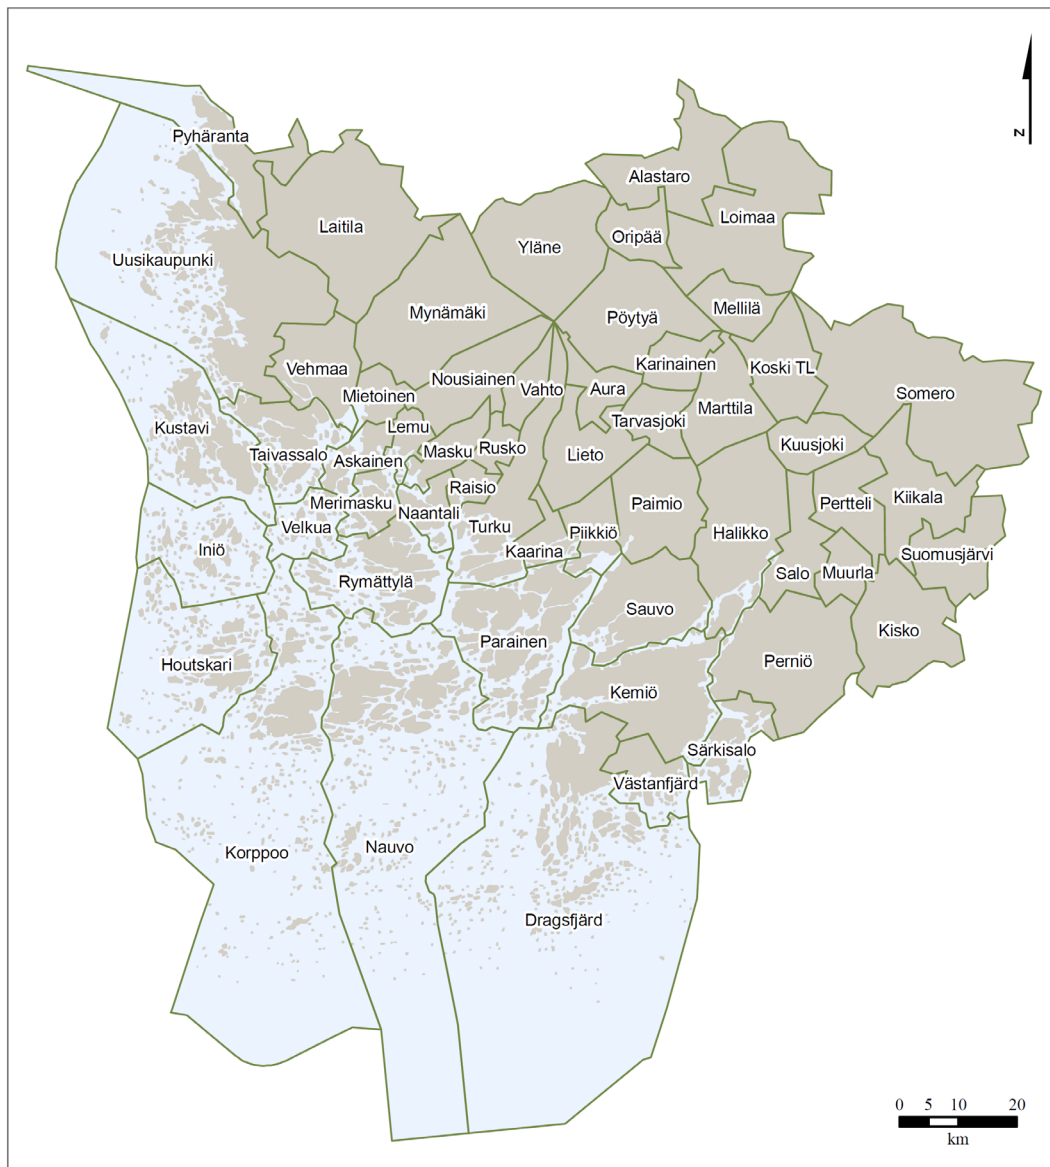 Pyhäranta
Alastaro
Loimaa
Laitila
Oripää
Yläne
Uusikaupunki
Mynämäki
Pöytyä
Mellilä
Vehmaa
Karinainen
Koski TL
Nousiainen
Vahto
Aura
Somero
Mietoinen
Marttila
Kustavi
Lemu
Tarvasjoki
Kuusjoki
Taivassalo
Askainen
Masku
Rusko
Lieto
Raisio
Merimasku
Naantali
Paimio
Pertteli
Kiikala
Velkua
Turku
Piikkiö
Halikko
Iniö
Kaarina
Suomusjärvi
Rymättylä
Salo
Muurla
Sauvo
Kisko
Parainen
Houtskari
Perniö
Kemiö
Särkisalo
Västanfjärd
Korppoo
Nauvo
Dragsfjärd
N
0 5 10 20
km